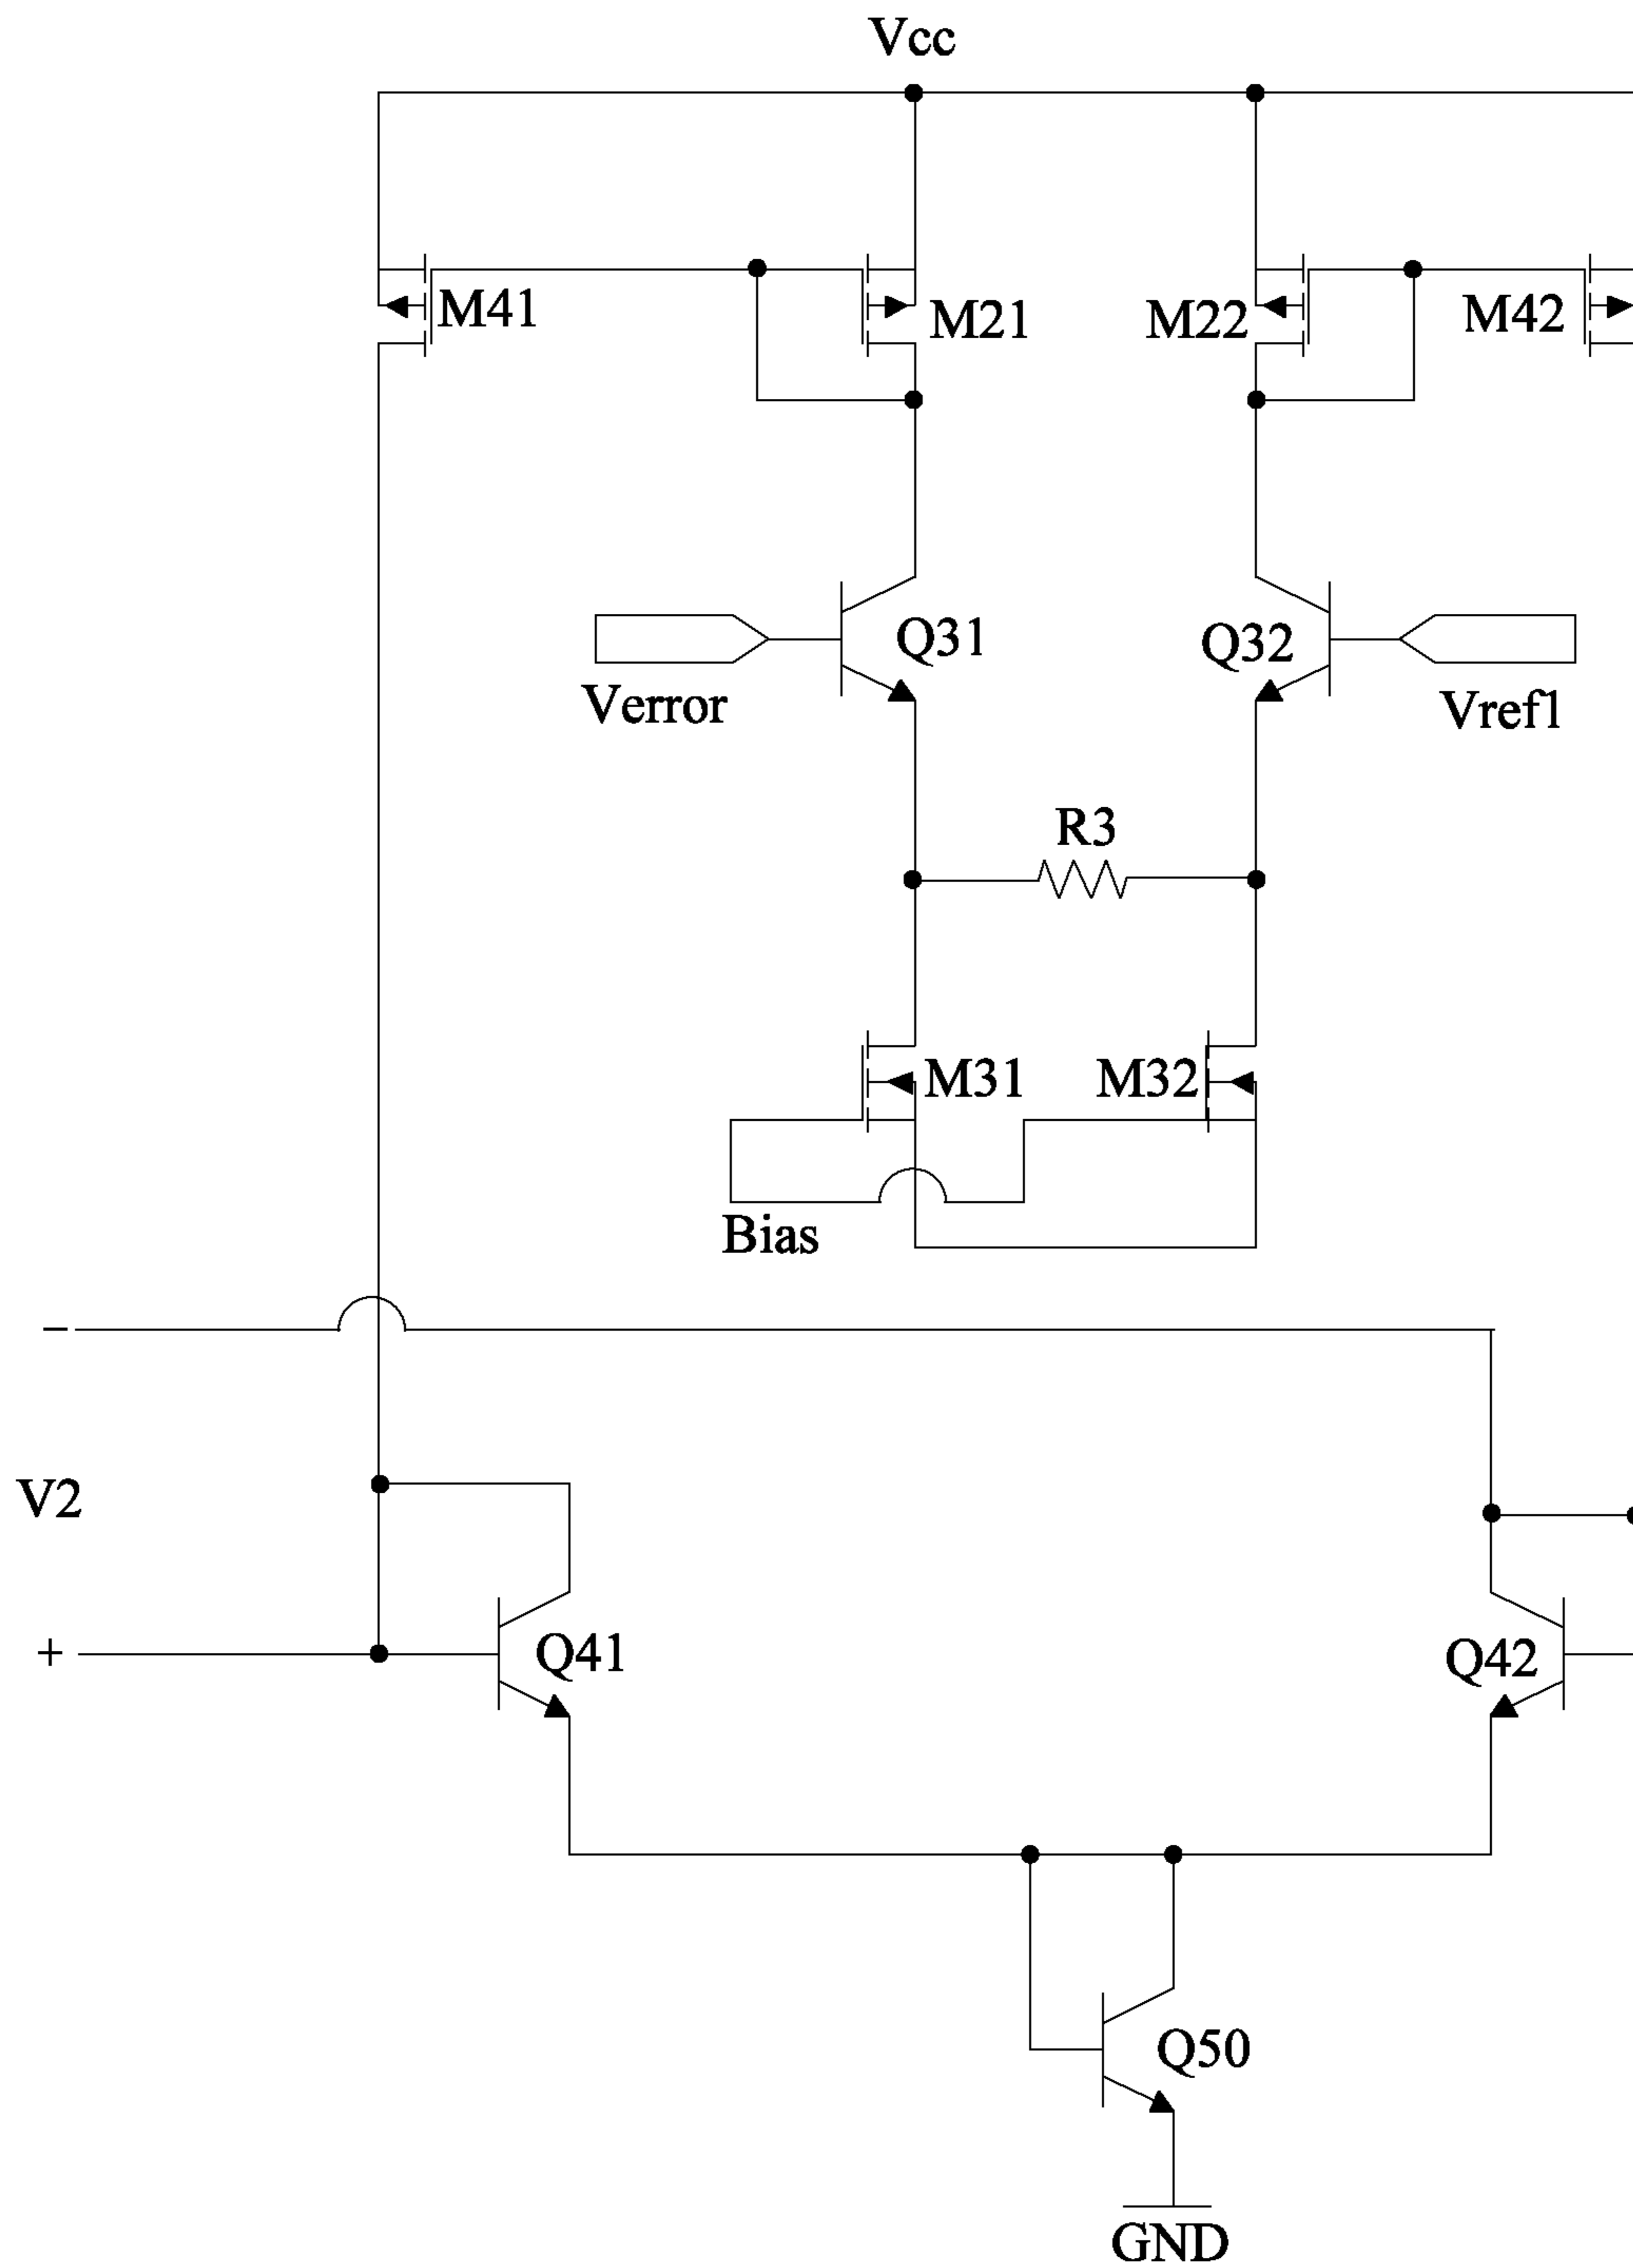 Vcc
M41
M21
M22
M42
Q31
Q32
Verror
Vref1
R3
M31
M32
Bias
−
V2
+
Q41
Q42
Q50
GND